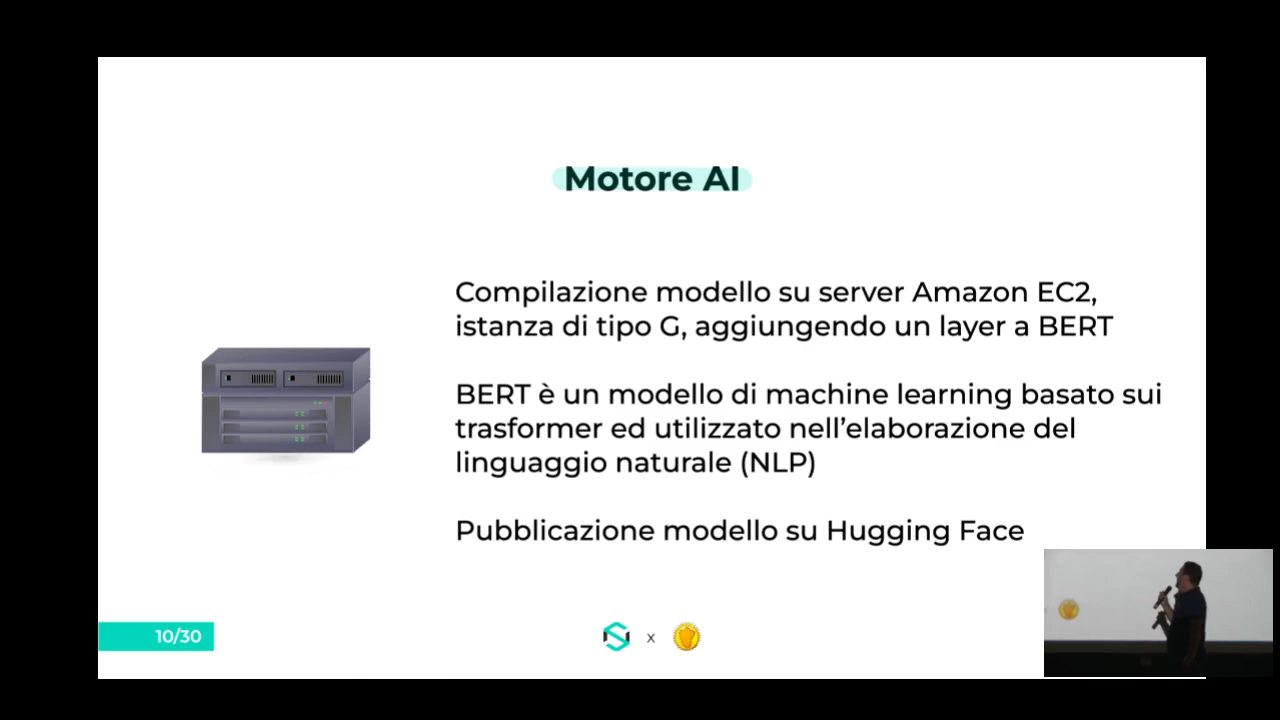 Motore AI
Compilazione modello su server Amazon EC2,
istanza di tipo G, aggiungendo un layer a BERT
BERT è un modello di machine learning basato sui
trasformer ed utilizzato nell’elaborazione del
linguaggio naturale (NLP)
Pubblicazione modello su Hugging Face
10/30
x